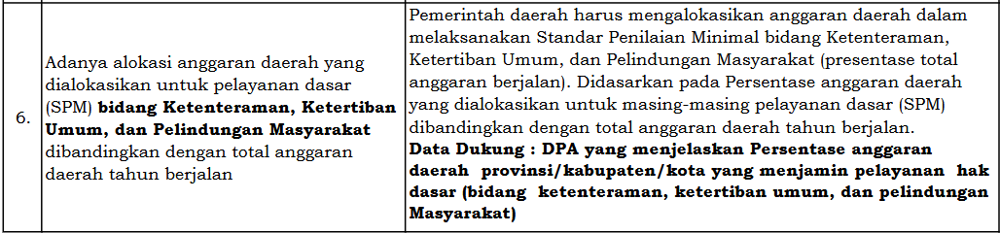 6.
Adanya alokasi anggaran daerah yang
dialokasikan untuk pelayanan dasar
(SPM) bidang Ketenteraman, Ketertiban
Umum, dan Pelindungan Masyarakat
dibandingkan dengan total anggaran
daerah tahun berjalan
Pemerintah daerah harus mengalokasikan anggaran daerah dalam
melaksanakan Standar Penilaian Minimal bidang Ketenteraman,
Ketertiban Umum, dan Pelindungan Masyarakat (presentase total
anggaran berjalan). Didasarkan pada Persentase anggaran daerah
yang dialokasikan untuk masing-masing pelayanan dasar (SPM)
dibandingkan dengan total anggaran daerah tahun berjalan.
Data Dukung : DPA yang menjelaskan Persentase anggaran
daerah provinsi/kabupaten/kota yang menjamin pelayanan hak
dasar (bidang ketenteraman, ketertiban umum, dan pelindungan
Masyarakat)